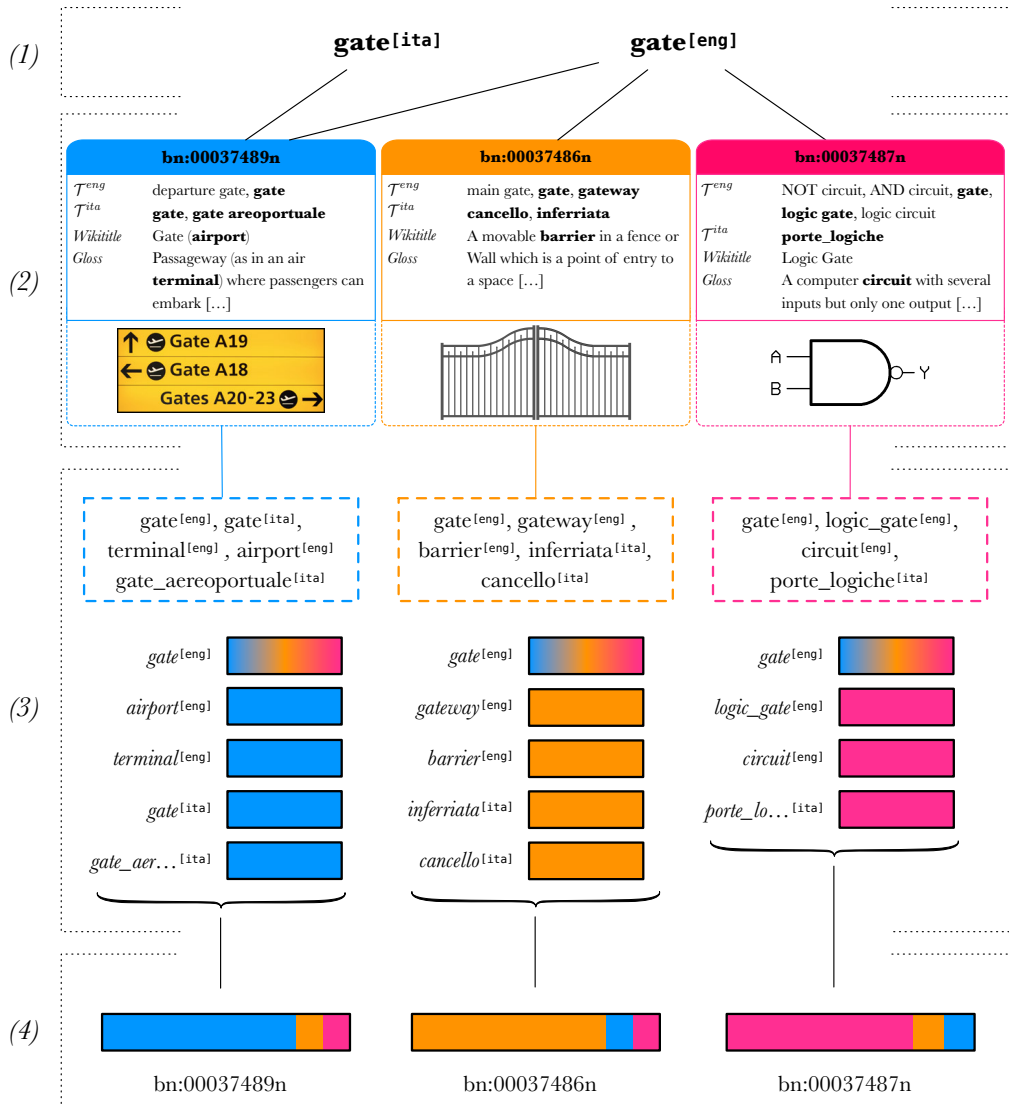 (1)
gate[ita] gate[eng]
(2)
bn:00037489n
𝒯eng departure gate, gate
𝒯ita gate, gate areoportuale
Wikititle Gate (airport)
Gloss Passageway (as in an air
terminal) where passengers can
embark […]
↑ Gate A19
← Gate A18
Gates A20-23 →
bn:00037486n
𝒯eng main gate, gate, gateway
𝒯ita cancello, inferriata
Wikititle A movable barrier in a fence or
Gloss Wall which is a point of entry to
a space […]
bn:00037487n
𝒯eng NOT circuit, AND circuit, gate,
logic gate, logic circuit
𝒯ita porte_logiche
Wikititle Logic Gate
Gloss A computer circuit with several
inputs but only one output […]
A
B
Y
(3)
gate[eng], gate[ita],
terminal[eng] , airport[eng]
gate_aereoportuale[ita]
gate[eng], gateway[eng] ,
barrier[eng], inferriata[ita],
cancello[ita]
gate[eng], logic_gate[eng],
circuit[eng],
porte_logiche[ita]
gate[eng]
airport[eng]
terminal[eng]
gate[ita]
gate_aer…[ita]
gate[eng]
gateway[eng]
barrier[eng]
inferriata[ita]
cancello[ita]
gate[eng]
logic_gate[eng]
circuit[eng]
porte_lo…[ita]
(4)
bn:00037489n
bn:00037486n
bn:00037487n